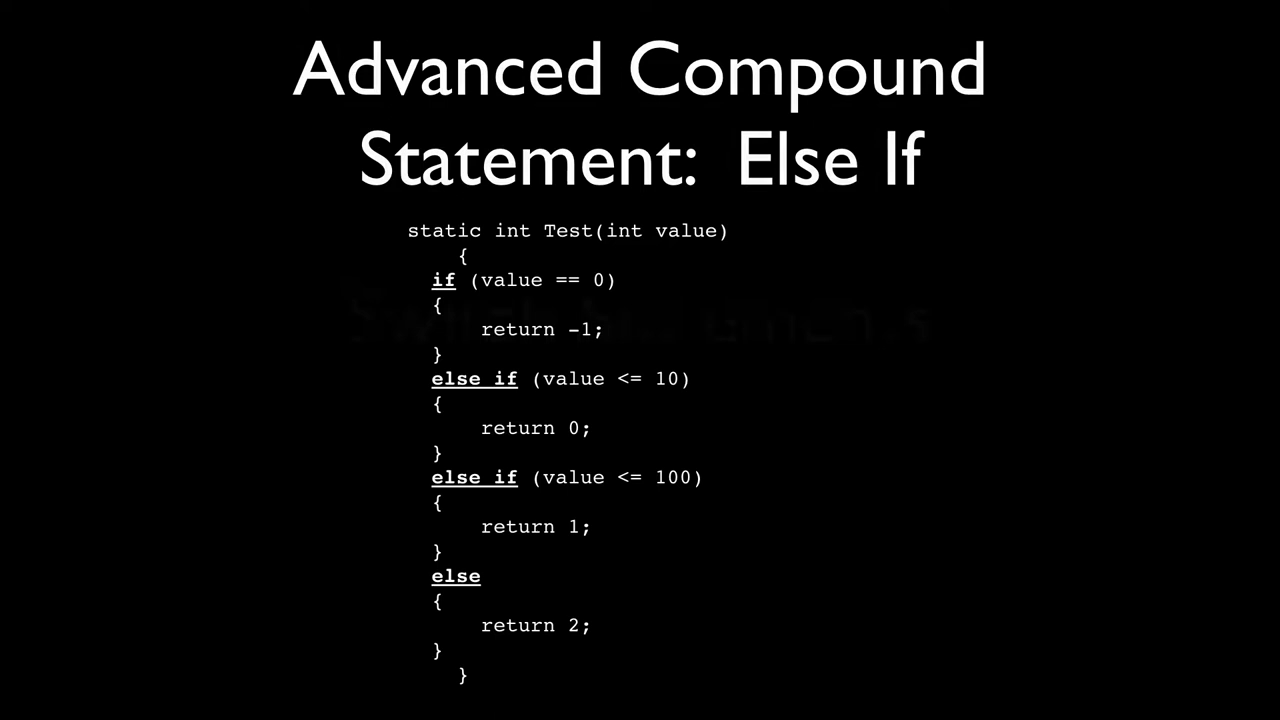 Advanced Compound
Statement: Else If
static int Test(int value)
{
if (value == 0)
{
return -1;
}
else if (value <= 10)
{
return 0;
}
else if (value <= 100)
{
return 1;
}
else
{
return 2;
}
}